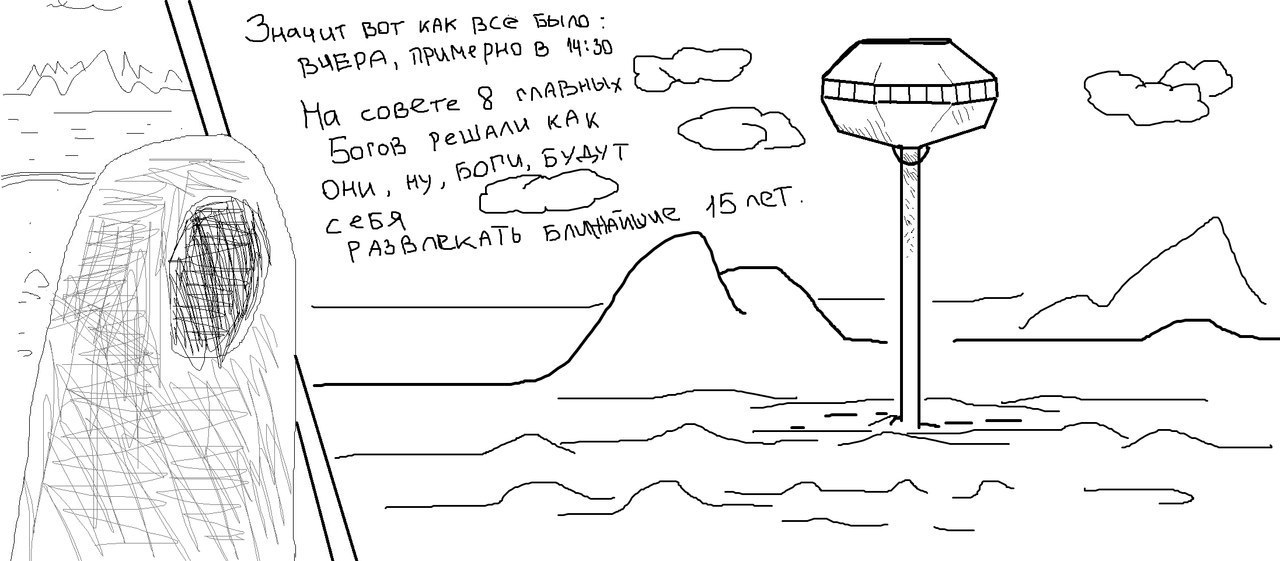 Значит вот как всё было:
вчера, примерно в 14:30
На совете 8 главных
Богов решали как
они, ну, боги, будут
себя
развлекать ближайшие 15 лет.